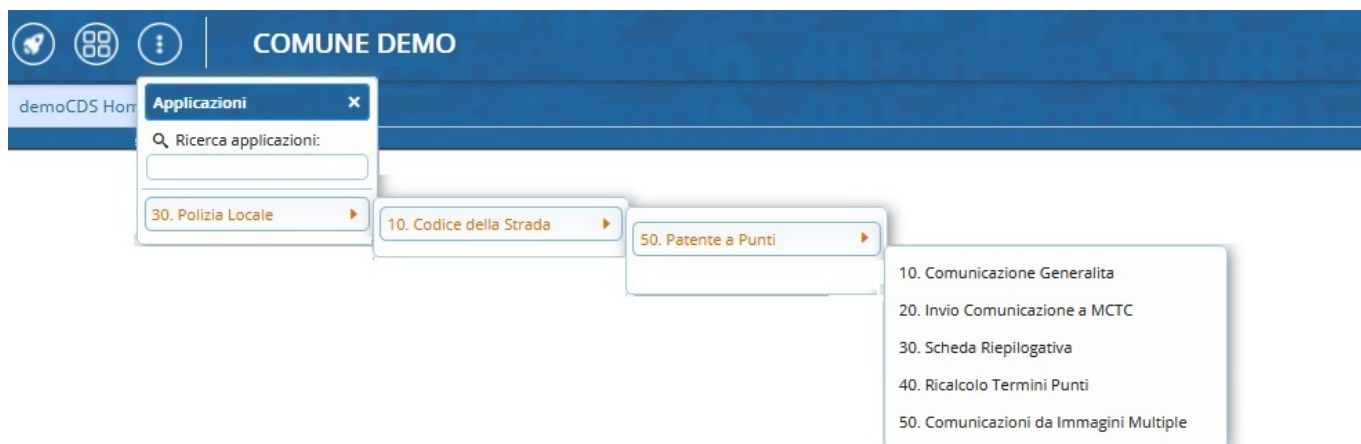 COMUNE DEMO
demoCDS Hom
Applicazioni ×
Ricerca applicazioni:
30. Polizia Locale
10. Codice della Strada
50. Patente a Punti
10. Comunicazione Generalita
20. Invio Comunicazione a MCTC
30. Scheda Riepilogativa
40. Ricalcolo Termini Punti
50. Comunicazioni da Immagini Multiple